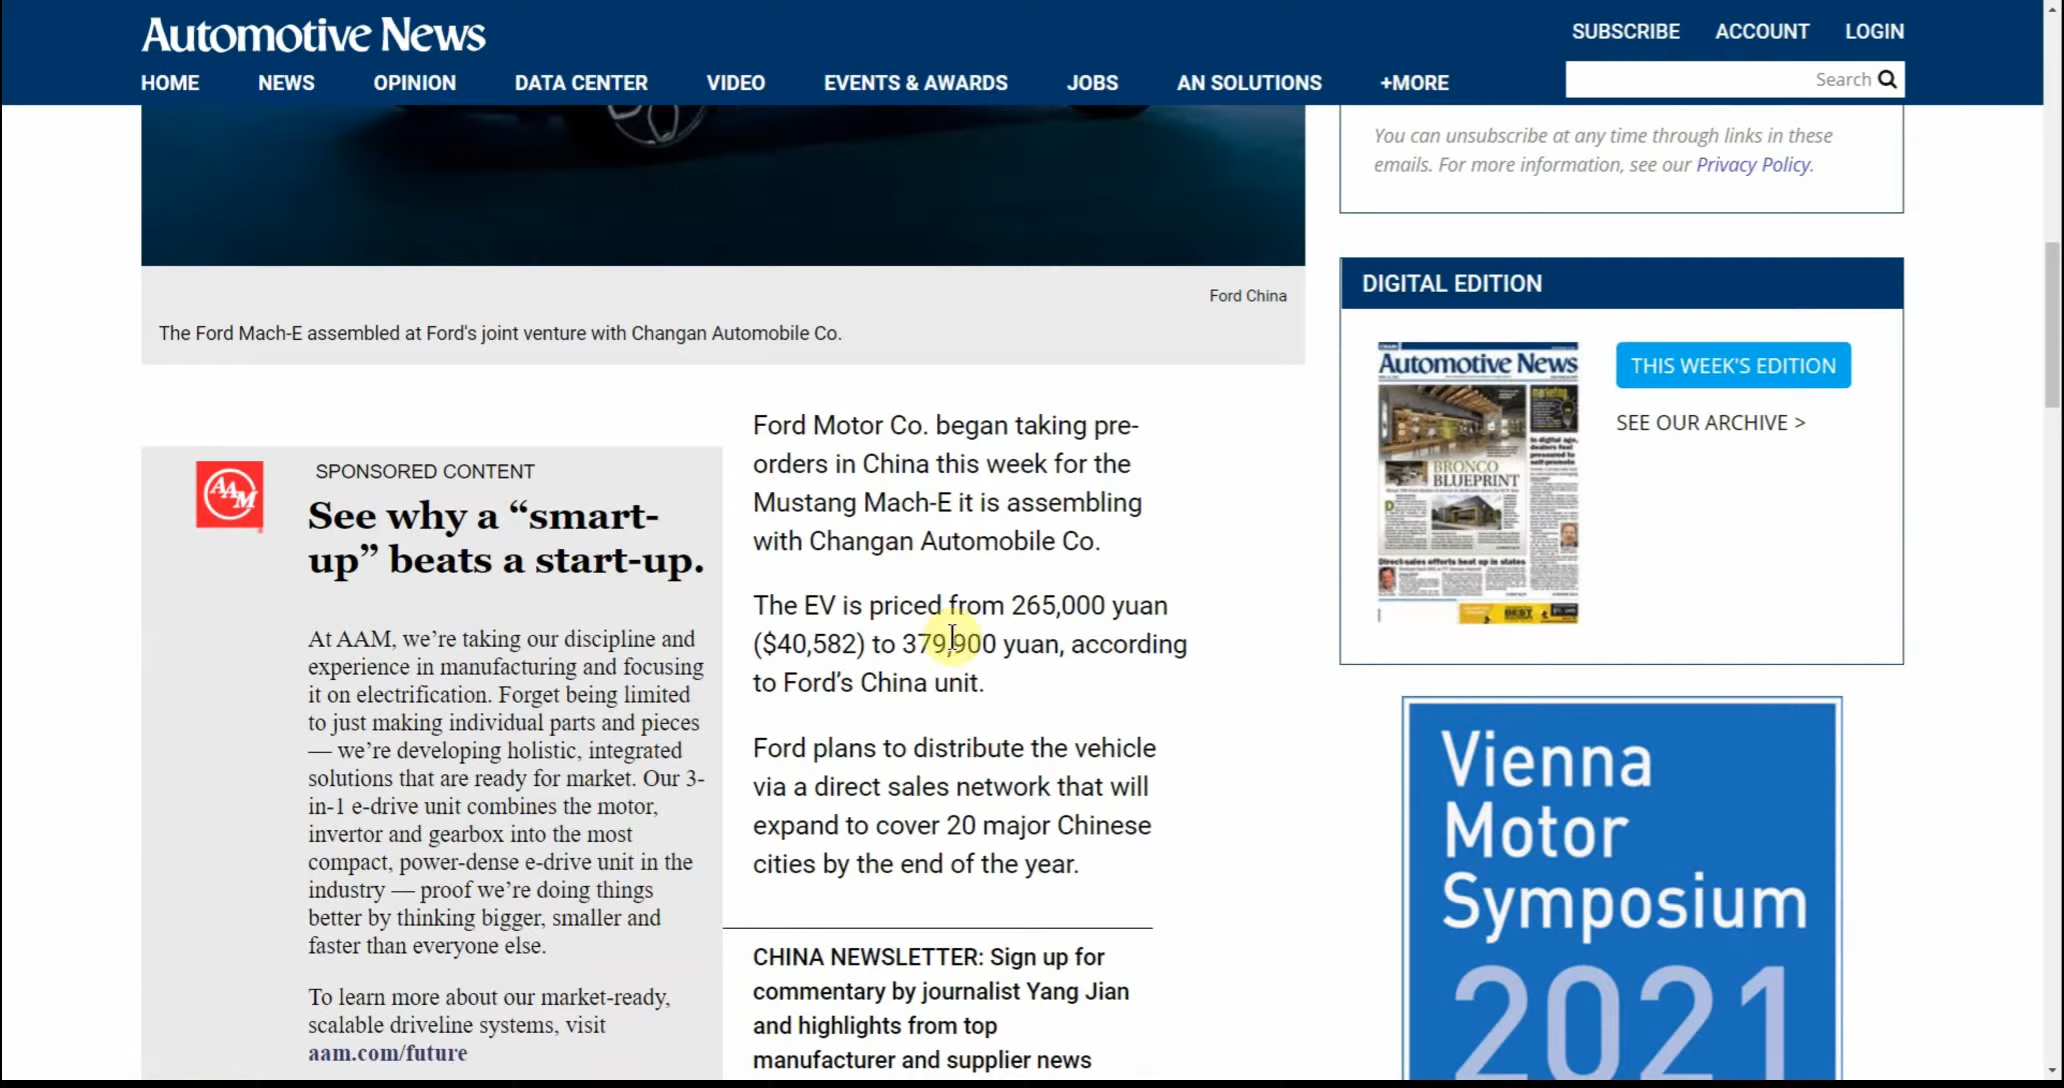 Automotive News
SUBSCRIBE ACCOUNT LOGIN
HOME NEWS OPINION DATA CENTER VIDEO EVENTS & AWARDS JOBS AN SOLUTIONS +MORE
Search
Ford China
The Ford Mach-E assembled at Ford's joint venture with Changan Automobile Co.
AAM
SPONSORED CONTENT
See why a “smart-
up” beats a start-up.
At AAM, we’re taking our discipline and
experience in manufacturing and focusing
it on electrification. Forget being limited
to just making individual parts and pieces
— we’re developing holistic, integrated
solutions that are ready for market. Our 3-
in-1 e-drive unit combines the motor,
invertor and gearbox into the most
compact, power-dense e-drive unit in the
industry — proof we’re doing things
better by thinking bigger, smaller and
faster than everyone else.
To learn more about our market-ready,
scalable driveline systems, visit
aam.com/future
Ford Motor Co. began taking pre-
orders in China this week for the
Mustang Mach-E it is assembling
with Changan Automobile Co.
The EV is priced from 265,000 yuan
($40,582) to 379,900 yuan, according
to Ford’s China unit.
Ford plans to distribute the vehicle
via a direct sales network that will
expand to cover 20 major Chinese
cities by the end of the year.
CHINA NEWSLETTER: Sign up for
commentary by journalist Yang Jian
and highlights from top
manufacturer and supplier news
You can unsubscribe at any time through links in these
emails. For more information, see our Privacy Policy.
DIGITAL EDITION
Automotive News
BRONCO
BLUEPRINT
Direct-sales efforts heat up in states
THIS WEEK'S EDITION
SEE OUR ARCHIVE >
Vienna
Motor
Symposium
2021